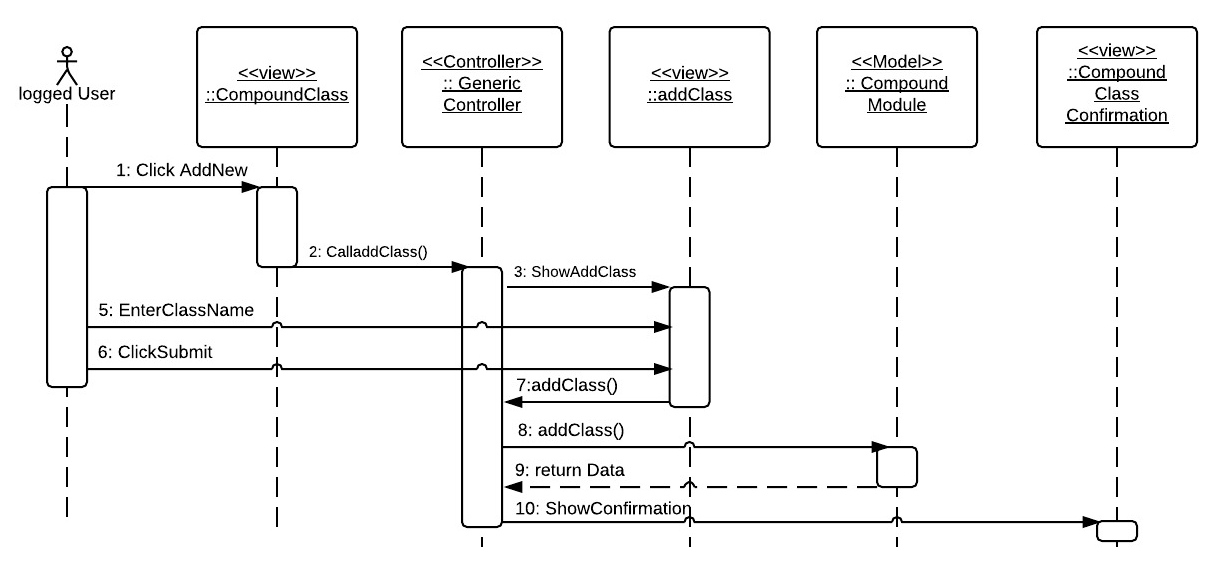 logged User
<<view>>
::CompoundClass
<<Controller>>
:: Generic
Controller
<<view>>
::addClass
<<Model>>
:: Compound
Module
<<view>>
::Compound
Class
Confirmation
1: Click AddNew
2: CalladdClass()
3: ShowAddClass
5: EnterClassName
6: ClickSubmit
7:addClass()
8: addClass()
9: return Data
10: ShowConfirmation